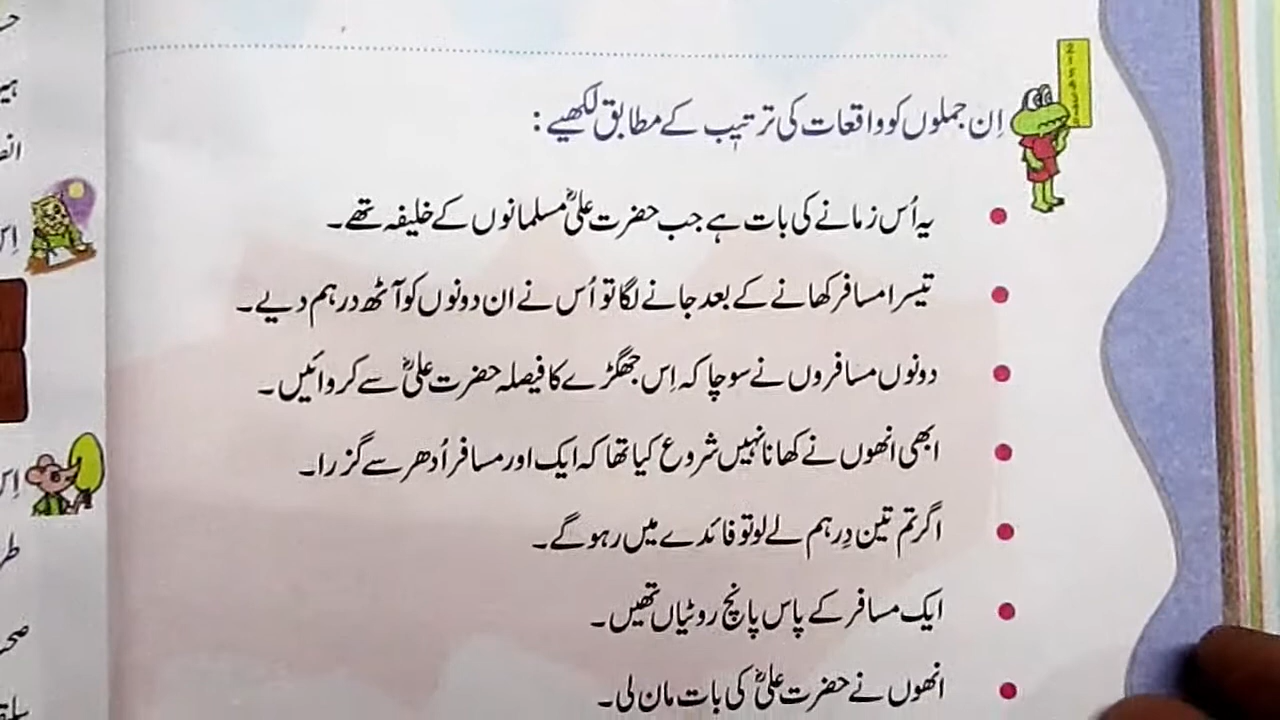 اِن جملوں کو واقعات کی ترتیب کے مطابق لکھیے :
یہ اُس زمانے کی بات ہے جب حضرت علیؓ مسلمانوں کے خلیفہ تھے۔
تیسرا مسافر کھانے کے بعد جانے لگا تو اُس نے ان دونوں کو آٹھ درہم دیے۔
دونوں مسافروں نے سوچا کہ اِس جھگڑے کا فیصلہ حضرت علیؓ سے کروائیں۔
ابھی انھوں نے کھانا نہیں شروع کیا تھا کہ ایک اور مسافر اُدھر سے گزرا۔
اگر تم تین دِرہم لے لو تو فائدے میں رہو گے۔
ایک مسافر کے پاس پانچ روٹیاں تھیں۔
انھوں نے حضرت علیؓ کی بات مان لی۔